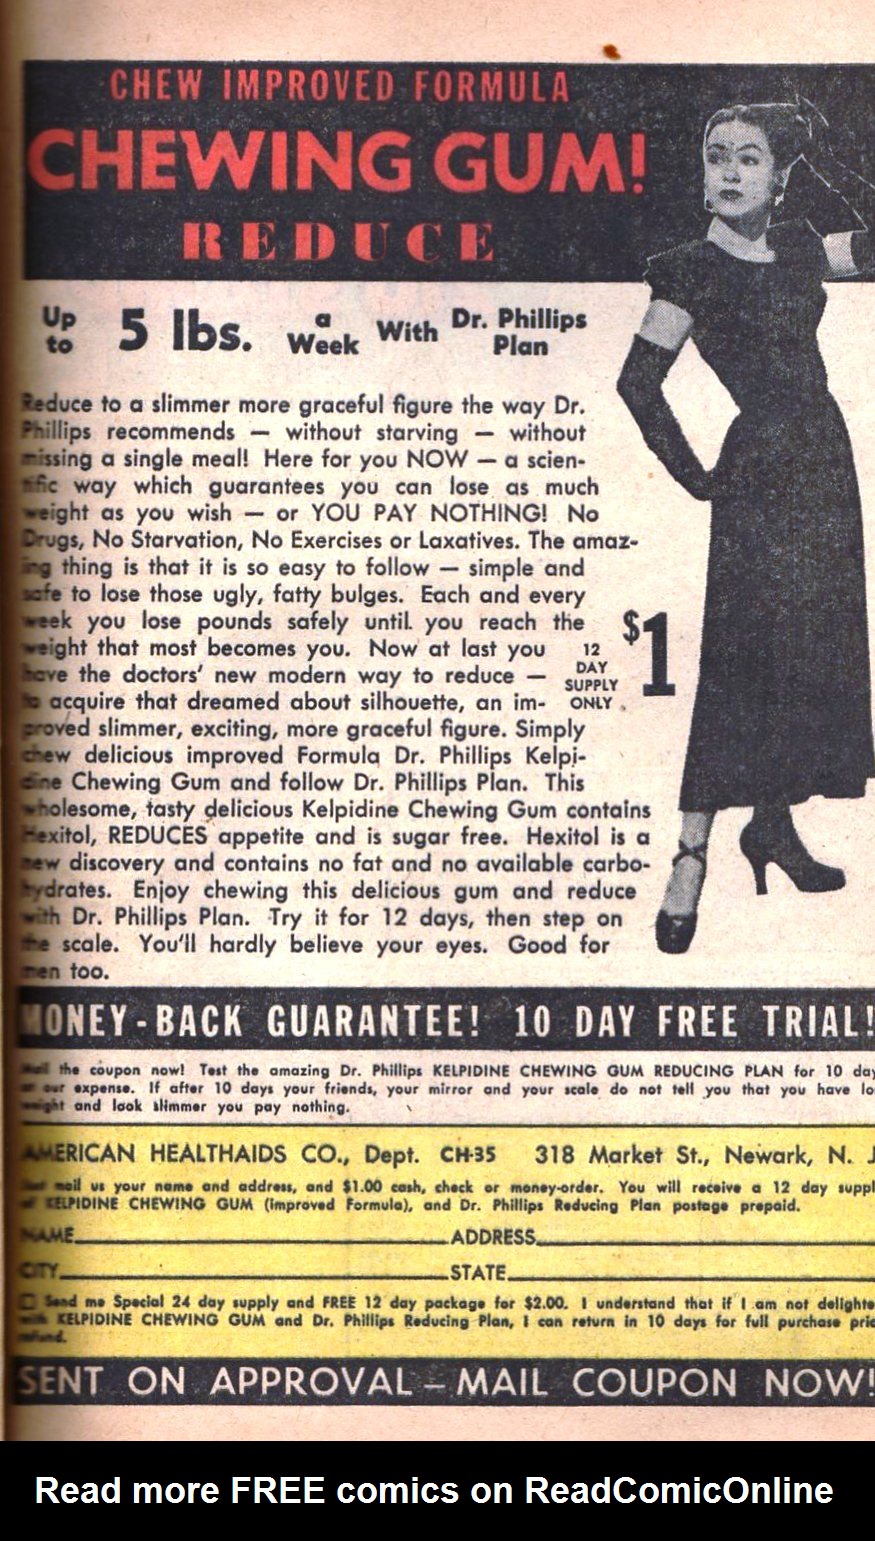 CHEW IMPROVED FORMULA
CHEWING GUM!
REDUCE
Up to 5 lbs. a Week With Dr. Phillips Plan
Reduce to a slimmer more graceful figure the way Dr.
Phillips recommends — without starving — without
missing a single meal! Here for you NOW — a scien-
tific way which guarantees you can lose as much
weight as you wish — or YOU PAY NOTHING! No
Drugs, No Starvation, No Exercises or Laxatives. The amaz-
ing thing is that it is so easy to follow — simple and
safe to lose those ugly, fatty bulges. Each and every
week you lose pounds safely until you reach the
weight that most becomes you. Now at last you
have the doctors' new modern way to reduce —
to acquire that dreamed about silhouette, an im-
proved slimmer, exciting, more graceful figure. Simply
chew delicious improved Formula Dr. Phillips Kelpi-
dine Chewing Gum and follow Dr. Phillips Plan. This
wholesome, tasty delicious Kelpidine Chewing Gum contains
Hexitol, REDUCES appetite and is sugar free. Hexitol is a
new discovery and contains no fat and no available carbo-
hydrates. Enjoy chewing this delicious gum and reduce
with Dr. Phillips Plan. Try it for 12 days, then step on
the scale. You'll hardly believe your eyes. Good for
men too.
12
DAY
SUPPLY
ONLY
$1
MONEY-BACK GUARANTEE! 10 DAY FREE TRIAL!
Mail the coupon now! Test the amazing Dr. Phillips KELPIDINE CHEWING GUM REDUCING PLAN for 10 day
at our expense. If after 10 days your friends, your mirror and your scale do not tell you that you have lo
weight and look slimmer you pay nothing.
AMERICAN HEALTHAIDS CO., Dept. CH-35 318 Market St., Newark, N. J
Just mail us your name and address, and $1.00 cash, check or money-order. You will receive a 12 day suppl
of KELPIDINE CHEWING GUM (Improved Formula), and Dr. Phillips Reducing Plan postage prepaid.
NAME ADDRESS
CITY STATE
Send me Special 24 day supply and FREE 12 day package for $2.00. I understand that if I am not delighte
with KELPIDINE CHEWING GUM and Dr. Phillips Reducing Plan, I can return in 10 days for full purchase pric
refund.
SENT ON APPROVAL – MAIL COUPON NOW!
Read more FREE comics on ReadComicOnline